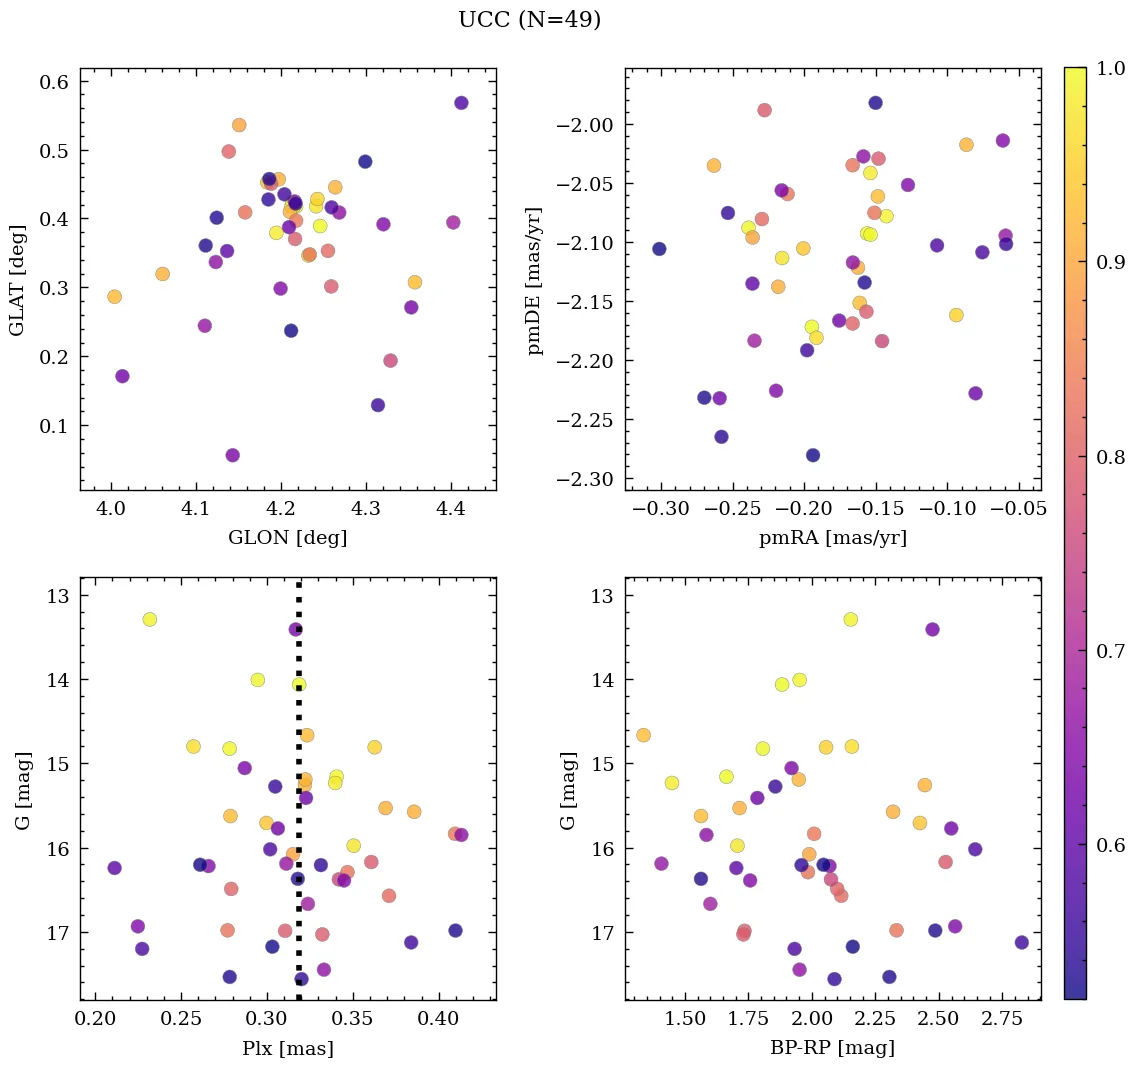 UCC (N=49)
0.6
0.5
0.4
0.3
0.2
0.1
GLAT [deg]
4.0 4.1 4.2 4.3 4.4
GLON [deg]
−2.00
−2.05
−2.10
−2.15
−2.20
−2.25
−2.30
pmDE [mas/yr]
−0.30 −0.25 −0.20 −0.15 −0.10 −0.05
pmRA [mas/yr]
13
14
15
16
17
G [mag]
0.20 0.25 0.30 0.35 0.40
Plx [mas]
13
14
15
16
17
G [mag]
1.50 1.75 2.00 2.25 2.50 2.75
BP-RP [mag]
1.0
0.9
0.8
0.7
0.6